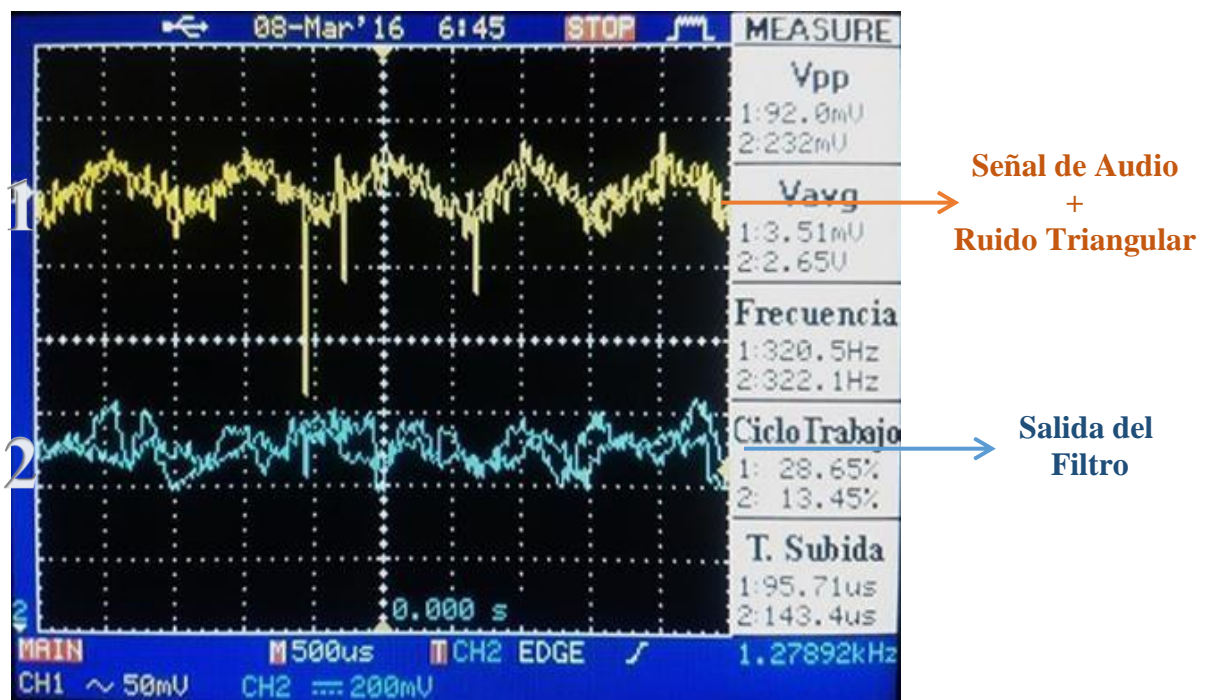 08-Mar'16 6:45 STOP MEASURE
Vpp
1:92.0mV
2:232mV
Vavg
1:3.51mV
2:2.65V
Frecuencia
1:320.5Hz
2:322.1Hz
Ciclo Trabajo
1: 28.65%
2: 13.45%
T. Subida
1:95.71us
2:143.4us
1
2
2
0.000 s
MAIN M 500us T CH2 EDGE 1.27892kHz
CH1 ~ 50mV CH2 200mV
Señal de Audio
+
Ruido Triangular
Salida del
Filtro